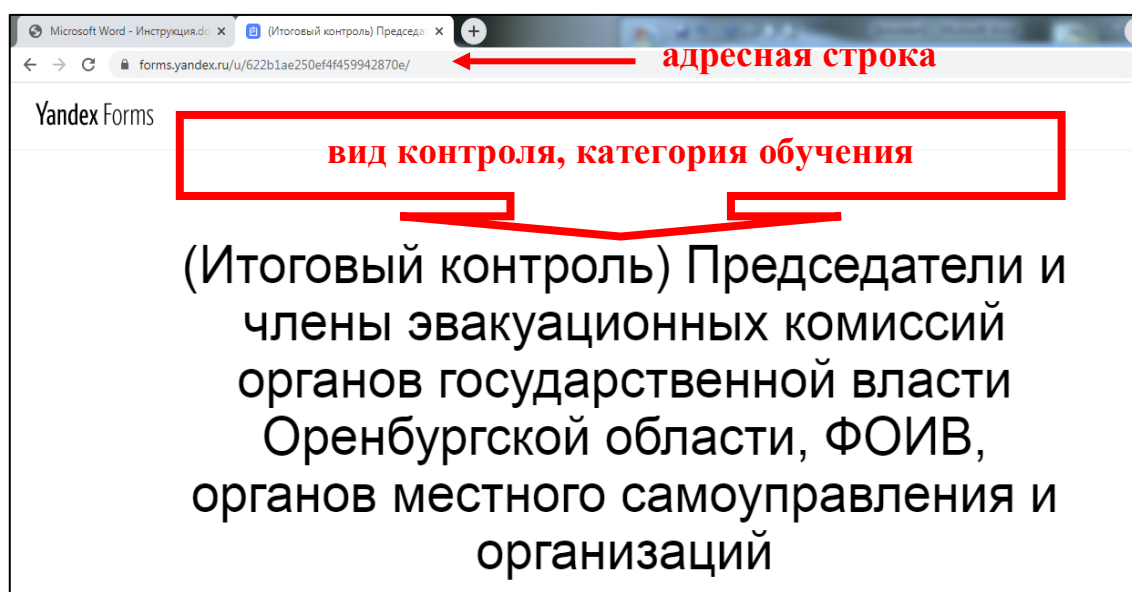 Microsoft Word - Инструкция.dc
(Итоговый контроль) Председат
forms.yandex.ru/u/622b1ae250ef4f459942870e/
адресная строка
Yandex Forms
вид контроля, категория обучения
(Итоговый контроль) Председатели и
члены эвакуационных комиссий
органов государственной власти
Оренбургской области, ФОИВ,
органов местного самоуправления и
организаций